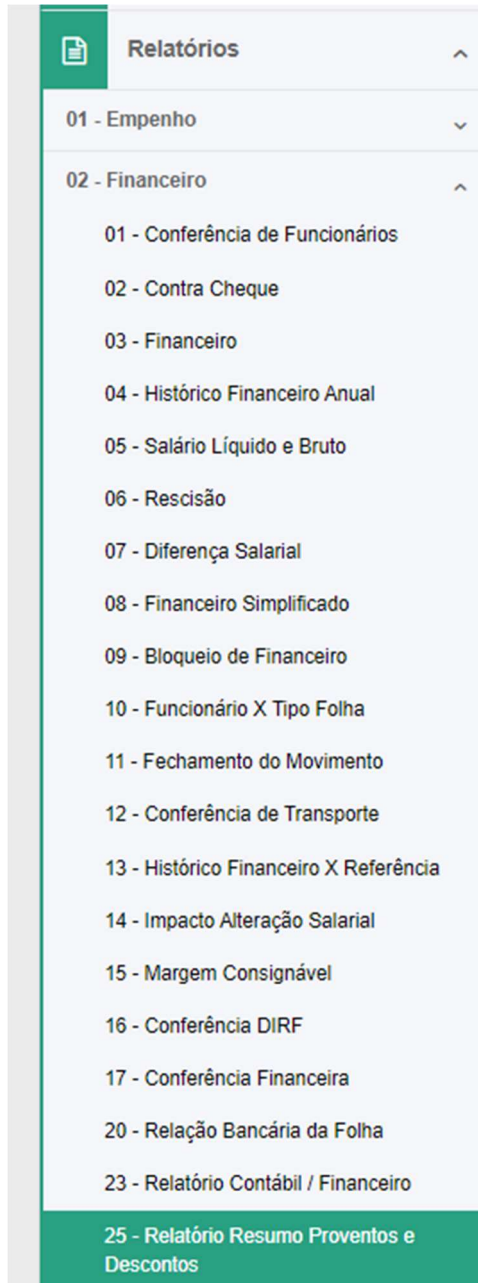 Relatórios
01 - Empenho
02 - Financeiro
01 - Conferência de Funcionários
02 - Contra Cheque
03 - Financeiro
04 - Histórico Financeiro Anual
05 - Salário Líquido e Bruto
06 - Rescisão
07 - Diferença Salarial
08 - Financeiro Simplificado
09 - Bloqueio de Financeiro
10 - Funcionário X Tipo Folha
11 - Fechamento do Movimento
12 - Conferência de Transporte
13 - Histórico Financeiro X Referência
14 - Impacto Alteração Salarial
15 - Margem Consignável
16 - Conferência DIRF
17 - Conferência Financeira
20 - Relação Bancária da Folha
23 - Relatório Contábil / Financeiro
25 - Relatório Resumo Proventos e
Descontos